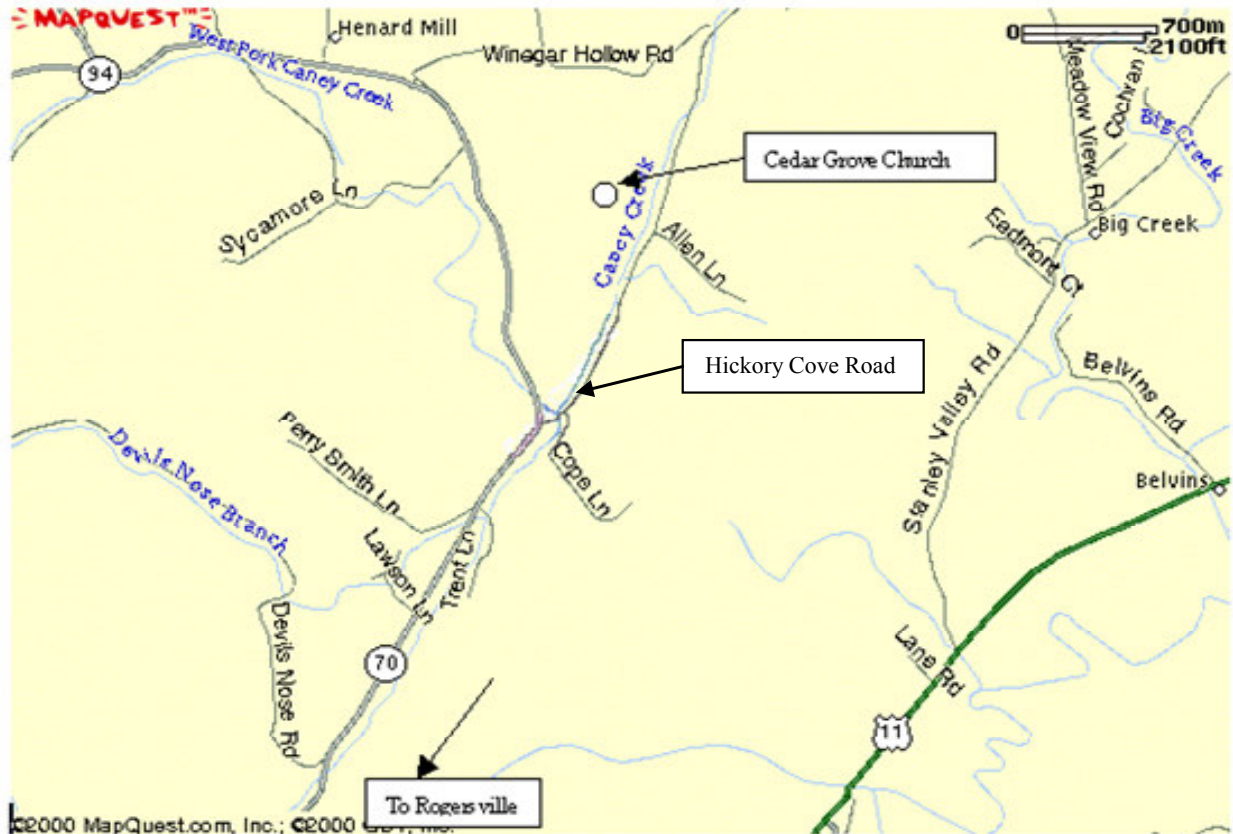 MAPQUEST™
Henard Mill
Winegar Hollow Rd
0 700m
2100ft
94
West Fork Caney Creek
Meadow View Rd
Cochran
Big Creek
Cedar Grove Church
Sycamore Ln
Caney Creek
Allen Ln
Big Creek
Eadmont Ct
Hickory Cove Road
Stanley Valley Rd
Belvins Rd
Perry Smith Ln
Cope Ln
Devils Nose Branch
Belvins
Lawson Ln
Trent Ln
Devils Nose Rd
70
Lane Rd
11
To Rogersville
©2000 MapQuest.com, Inc.; ©2000